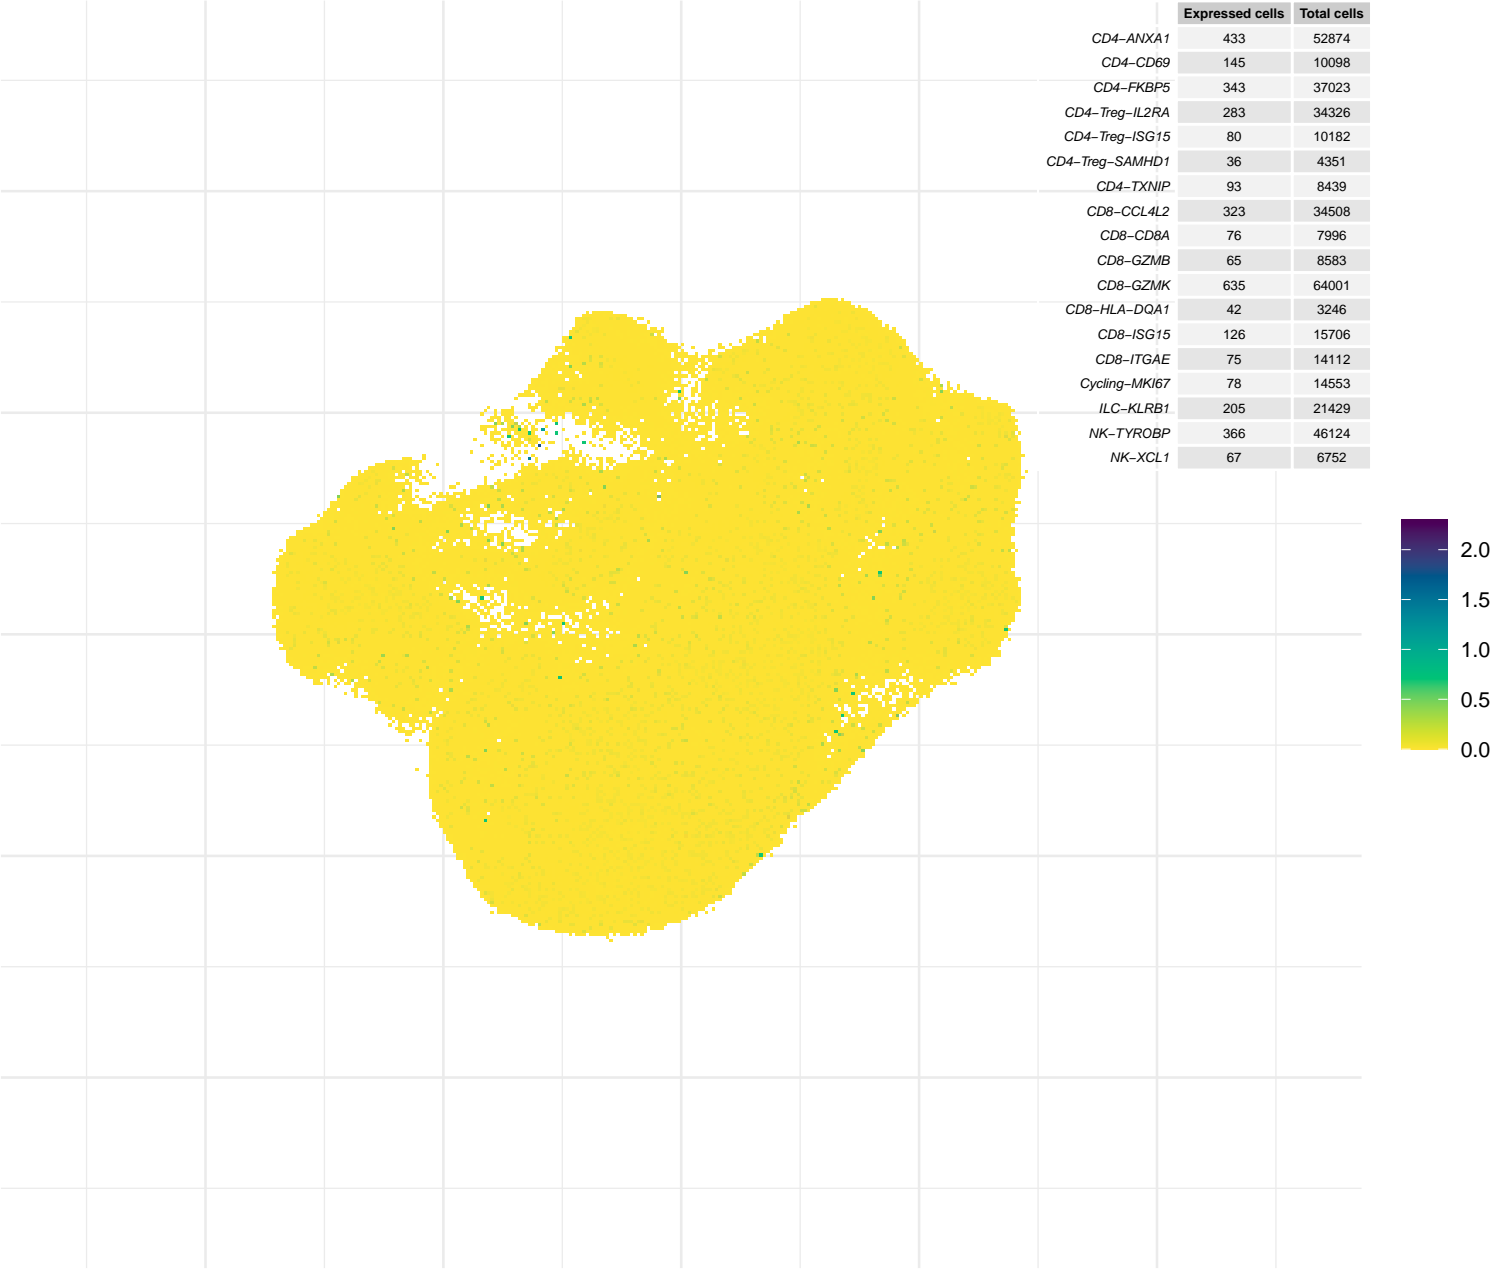 Expressed cells Total cells
CD4−ANXA1 433 52874
CD4−CD69 145 10098
CD4−FKBP5 343 37023
CD4−Treg−IL2RA 283 34326
CD4−Treg−ISG15 80 10182
CD4−Treg−SAMHD1 36 4351
CD4−TXNIP 93 8439
CD8−CCL4L2 323 34508
CD8−CD8A 76 7996
CD8−GZMB 65 8583
CD8−GZMK 635 64001
CD8−HLA−DQA1 42 3246
CD8−ISG15 126 15706
CD8−ITGAE 75 14112
Cycling−MKI67 78 14553
ILC−KLRB1 205 21429
NK−TYROBP 366 46124
NK−XCL1 67 6752
2.0
1.5
1.0
0.5
0.0